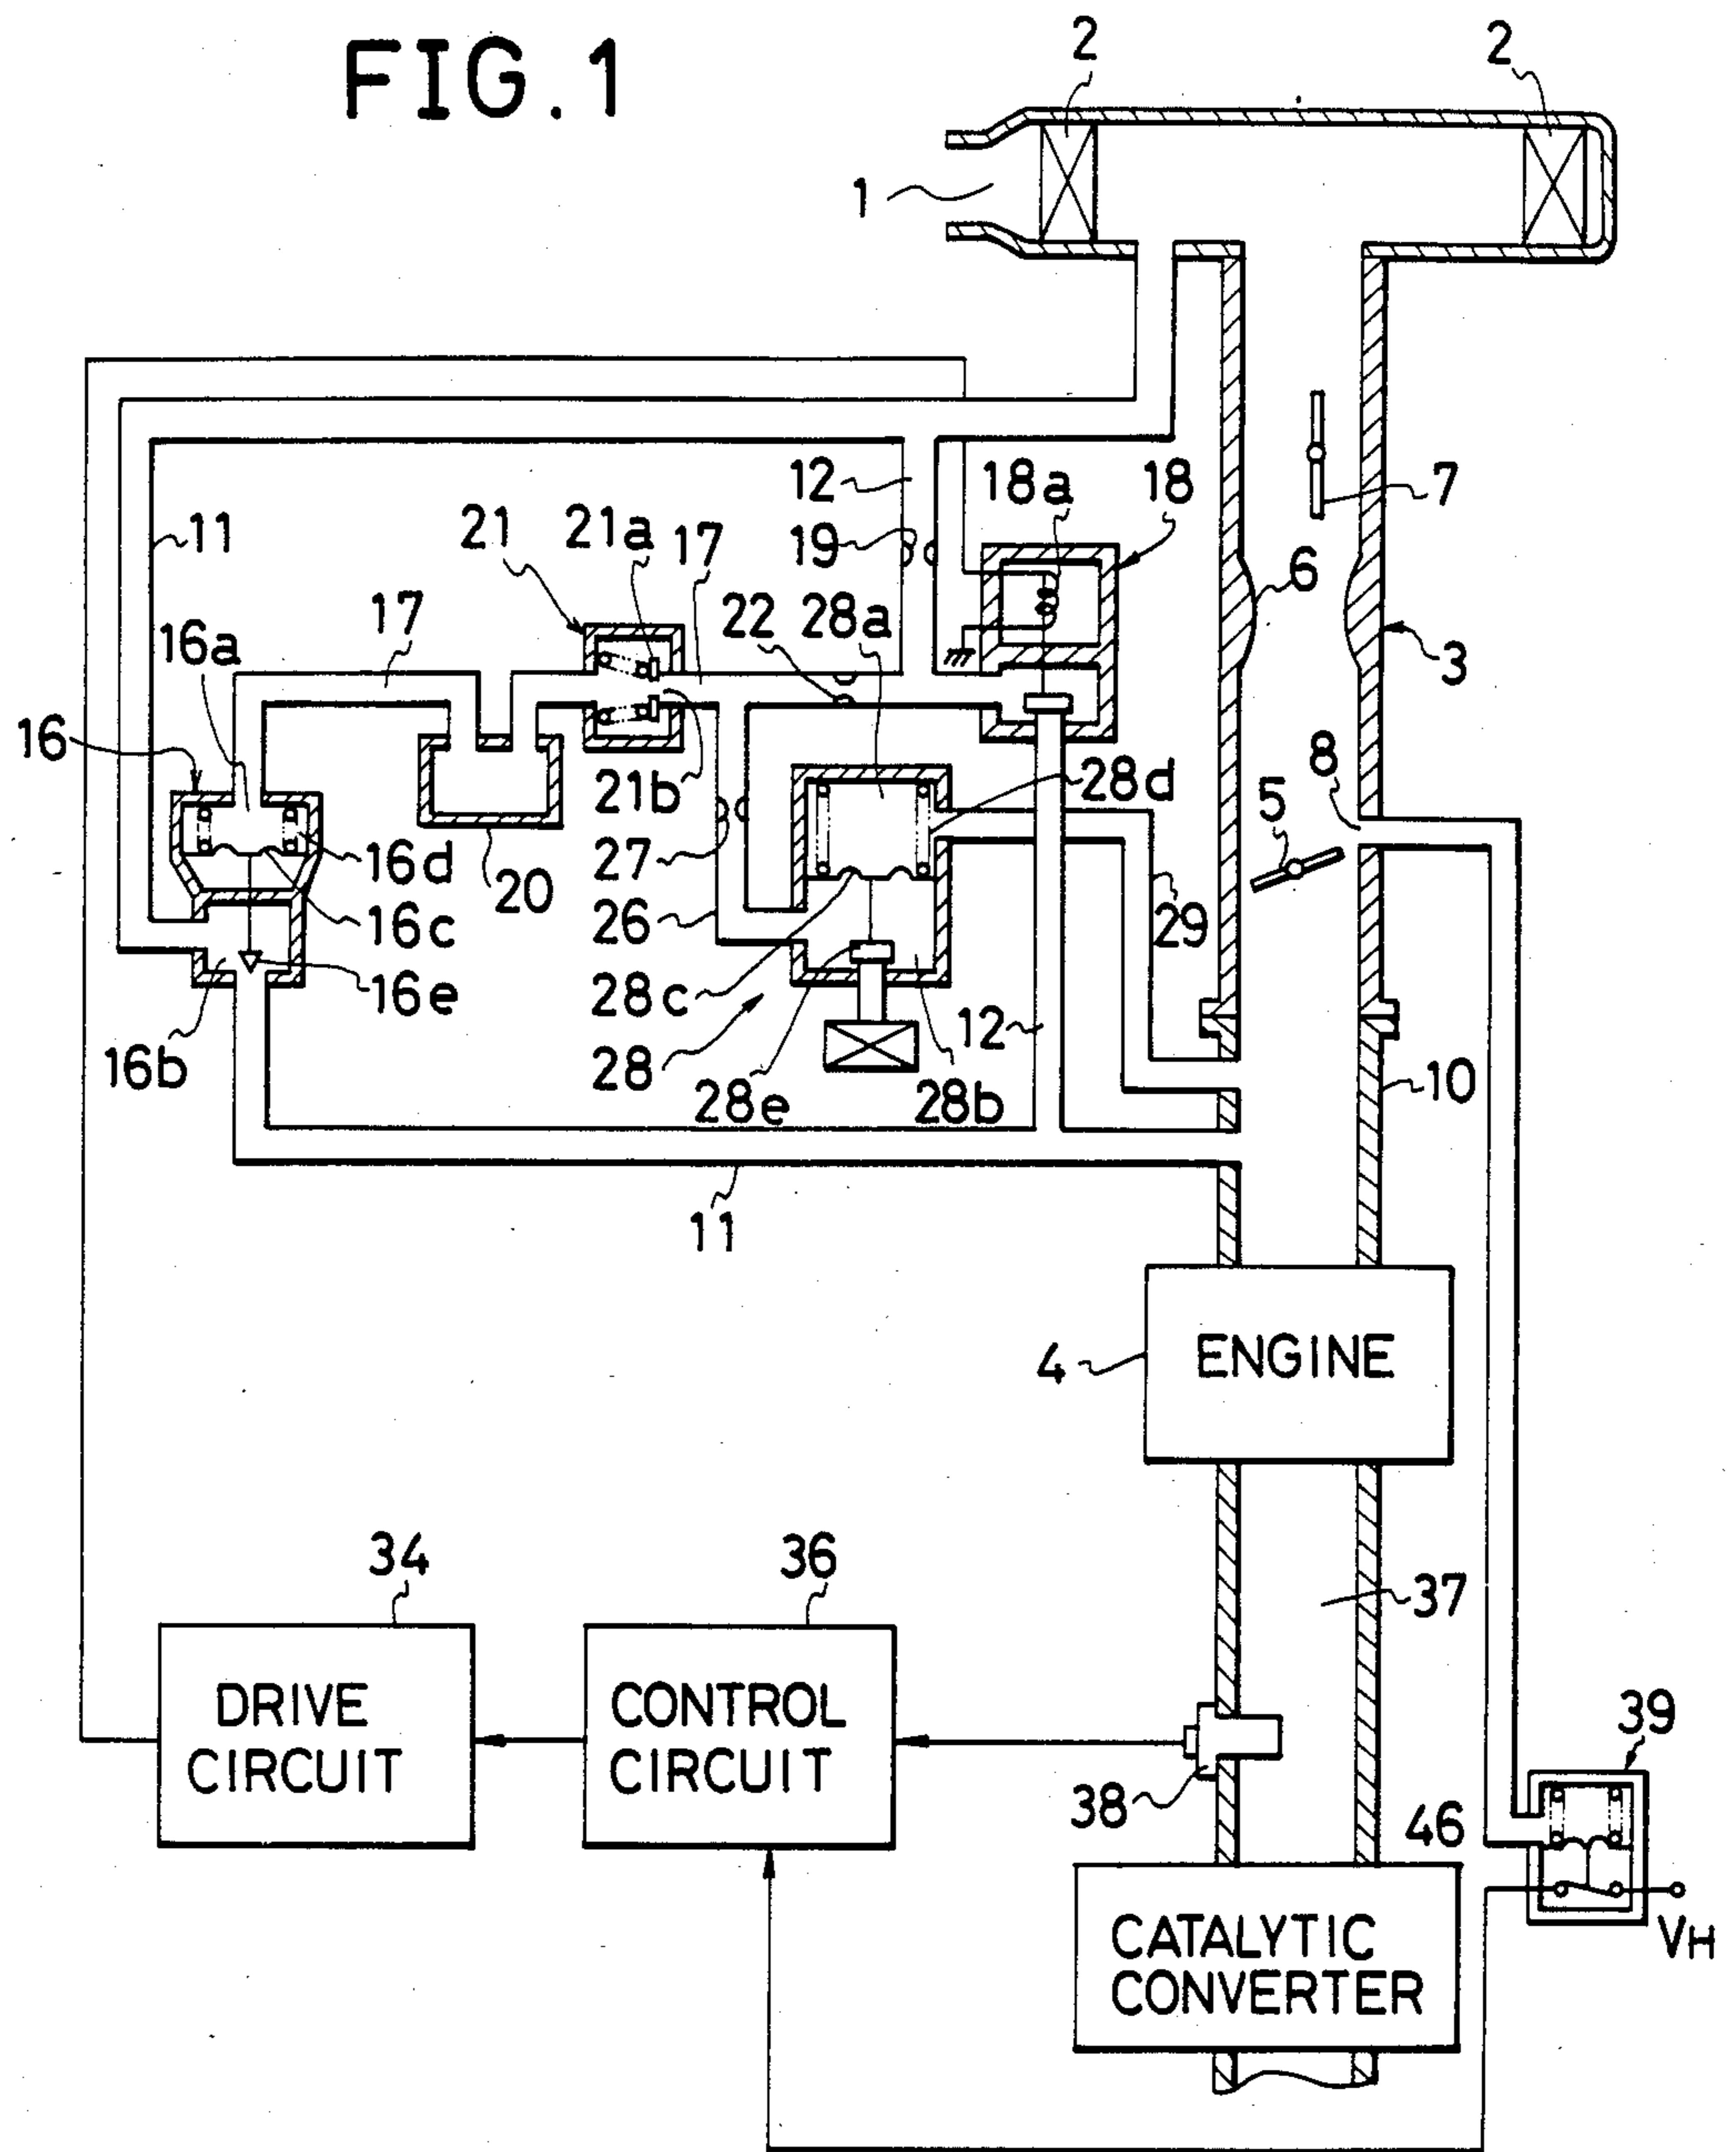 FIG.1
2
2
1
12
18a
18
7
11
21
21a
17
19
6
17
22
28a
16a
3
16
21b
28d
8
5
16d
27
20
16c
26
29
16e
28c
12
16b
28
10
28e
28b
11
4
ENGINE
34
36
37
DRIVE
CIRCUIT
CONTROL
CIRCUIT
39
38
46
CATALYTIC
CONVERTER
VH